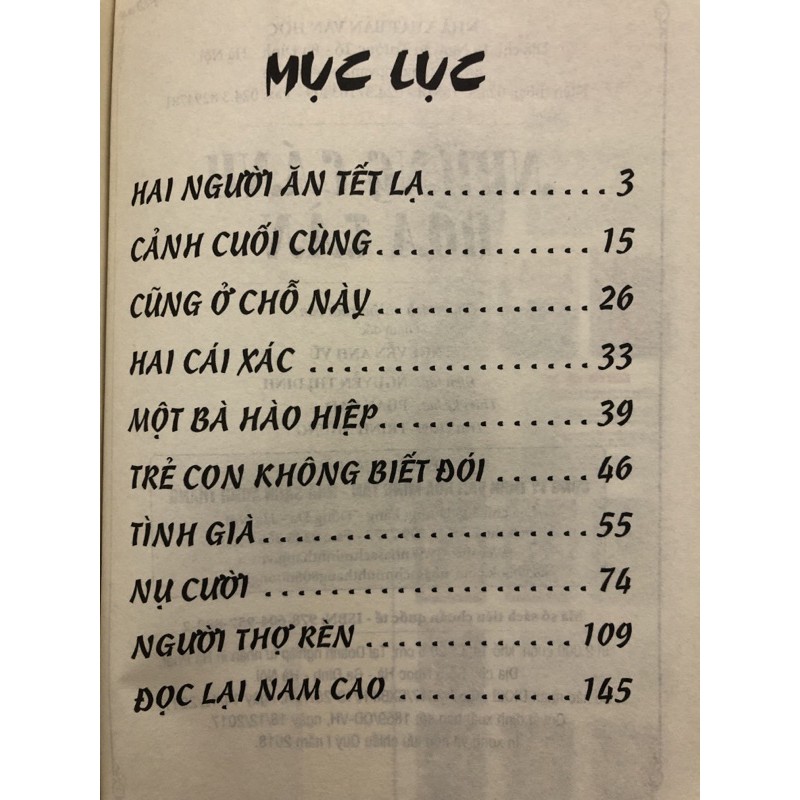 MỤC LỤC
HAI NGƯỜI ĂN TẾT LẠ........... 3
CẢNH CUỐI CÙNG............. 15
CŨNG Ở CHỖ NÀY............. 26
HAI CÁI XÁC ................. 33
MỘT BÀ HÀO HIỆP............. 39
TRẺ CON KHÔNG BIẾT ĐÓI ...... 46
TÌNH GIÀ.................... 55
NỤ CƯỜI .................... 74
NGƯỜI THỢ RÈN ............. 109
ĐỌC LẠI NAM CAO ............ 145